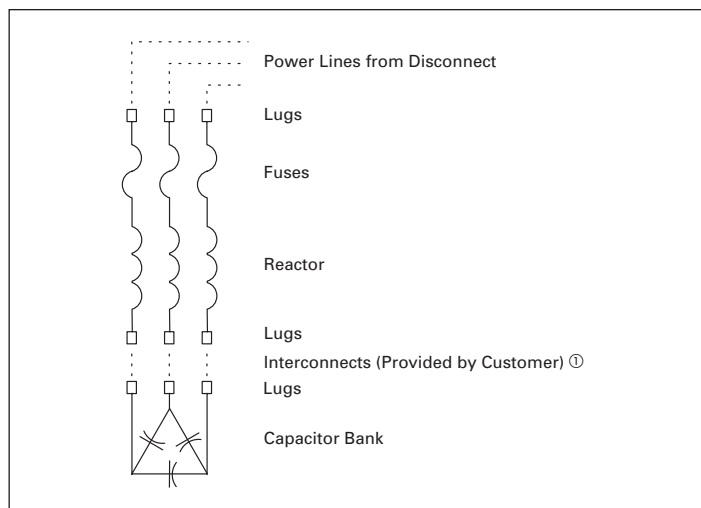 Power Lines from Disconnect
Lugs
Fuses
Reactor
Lugs
Interconnects (Provided by Customer) ①
Lugs
Capacitor Bank